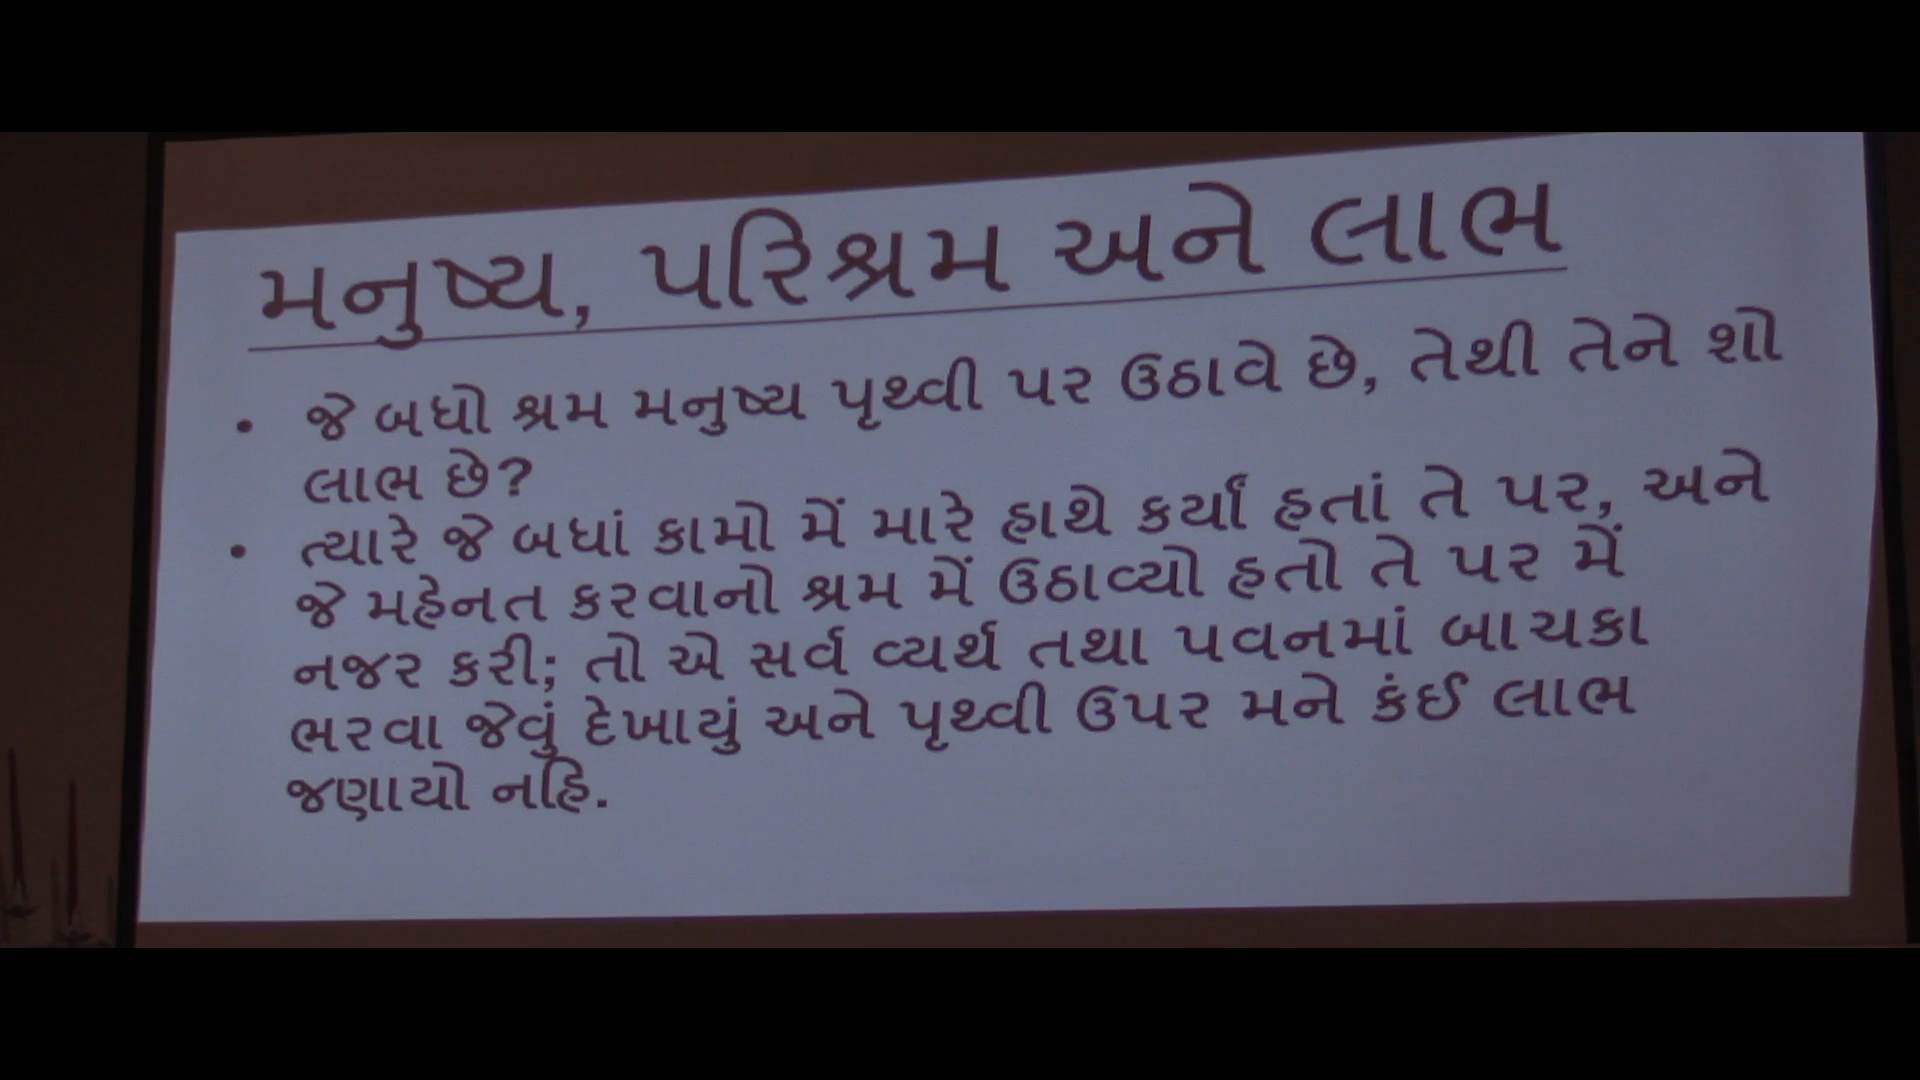 મનુષ્ય, પરિશ્રમ અને લાભ
• જે બધો શ્રમ મનુષ્ય પૃથ્વી પર ઉઠાવે છે, તેથી તેને શો
લાભ છે?
• ત્યારે જે બધાં કામો મેં મારે હાથે કર્યાં હતાં તે પર, અને
જે મહેનત કરવાનો શ્રમ મેં ઉઠાવ્યો હતો તે પર મેં
નજર કરી; તો એ સર્વ વ્યર્થ તથા પવનમાં બાચકા
ભરવા જેવું દેખાયું અને પૃથ્વી ઉપર મને કંઈ લાભ
જણાયો નહિ.